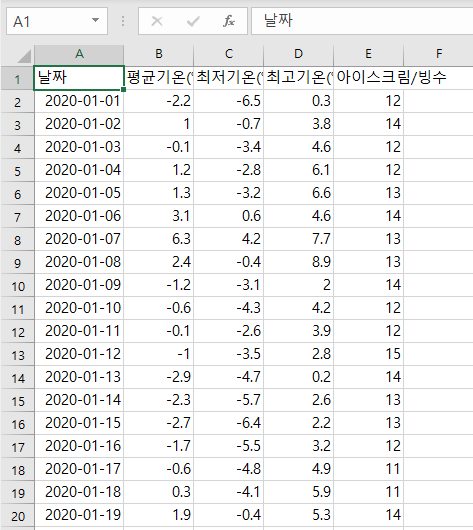 A1 fx 날짜
A B C D E F
1 날짜 평균기온(° 최저기온(° 최고기온(° 아이스크림/빙수
2 2020-01-01 -2.2 -6.5 0.3 12
3 2020-01-02 1 -0.7 3.8 14
4 2020-01-03 -0.1 -3.4 4.6 12
5 2020-01-04 1.2 -2.8 6.1 12
6 2020-01-05 1.3 -3.2 6.6 13
7 2020-01-06 3.1 0.6 4.6 14
8 2020-01-07 6.3 4.2 7.7 13
9 2020-01-08 2.4 -0.4 8.9 13
10 2020-01-09 -1.2 -3.1 2 14
11 2020-01-10 -0.6 -4.3 4.2 12
12 2020-01-11 -0.1 -2.6 3.9 12
13 2020-01-12 -1 -3.5 2.8 15
14 2020-01-13 -2.9 -4.7 0.2 14
15 2020-01-14 -2.3 -5.7 2.6 13
16 2020-01-15 -2.7 -6.4 2.2 13
17 2020-01-16 -1.7 -5.5 3.2 12
18 2020-01-17 -0.6 -4.8 4.9 11
19 2020-01-18 0.3 -4.1 5.9 11
20 2020-01-19 1.9 -0.4 5.3 14